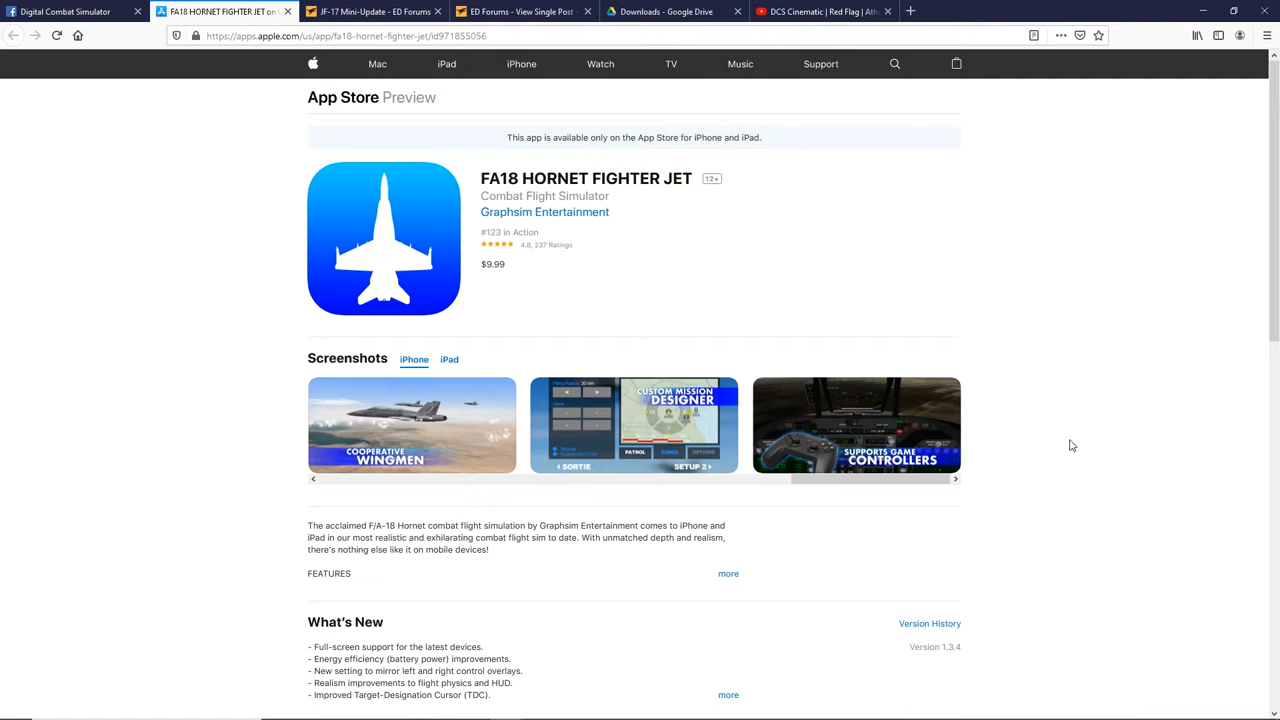 Digital Combat Simulator
FA18 HORNET FIGHTER JET on t
JF-17 Mini-Update - ED Forums
ED Forums - View Single Post -
Downloads - Google Drive
DCS Cinematic | Red Flag | Ath
https://apps.apple.com/us/app/fa18-hornet-fighter-jet/id971855056
Mac
iPad
iPhone
Watch
TV
Music
Support
App Store Preview
This app is available only on the App Store for iPhone and iPad.
FA18 HORNET FIGHTER JET 12+
Combat Flight Simulator
Graphsim Entertainment
#123 in Action
★★★★★ 4.8, 237 Ratings
$9.99
Screenshots iPhone iPad
COOPERATIVE
WINGMEN
Patrol Radius: 30 nm
CUSTOM MISSION
DESIGNER
PATROL
ZONES
OPTIONS
SORTIE
SETUP 2
SUPPORTS GAME
CONTROLLERS
The acclaimed F/A-18 Hornet combat flight simulation by Graphsim Entertainment comes to iPhone and
iPad in our most realistic and exhilarating combat flight sim to date. With unmatched depth and realism,
there's nothing else like it on mobile devices!
FEATURES
more
What's New
Version History
- Full-screen support for the latest devices.
Version 1.3.4
- Energy efficiency (battery power) improvements.
- New setting to mirror left and right control overlays.
- Realism improvements to flight physics and HUD.
- Improved Target-Designation Cursor (TDC).
more